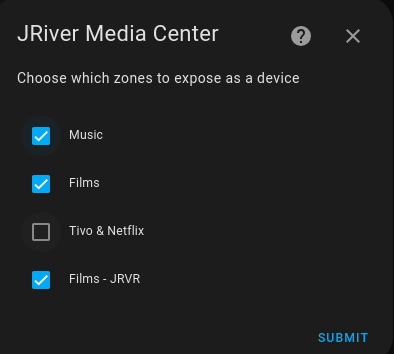 JRiver Media Center
Choose which zones to expose as a device
Music
Films
Tivo & Netflix
Films - JRVR
SUBMIT